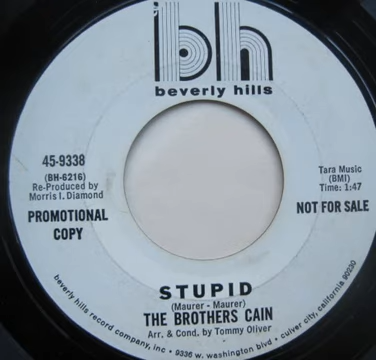 bh
beverly hills
45-9338
(BH-6216)
Re-Produced by
Morris I. Diamond
PROMOTIONAL
COPY
Tara Music
(BMI)
Time: 1:47
NOT FOR SALE
STUPID
(Maurer - Maurer)
THE BROTHERS CAIN
Arr. & Cond. by Tommy Oliver
beverly hills record company, inc • 9336 w. washington blvd. • culver city, california 90230